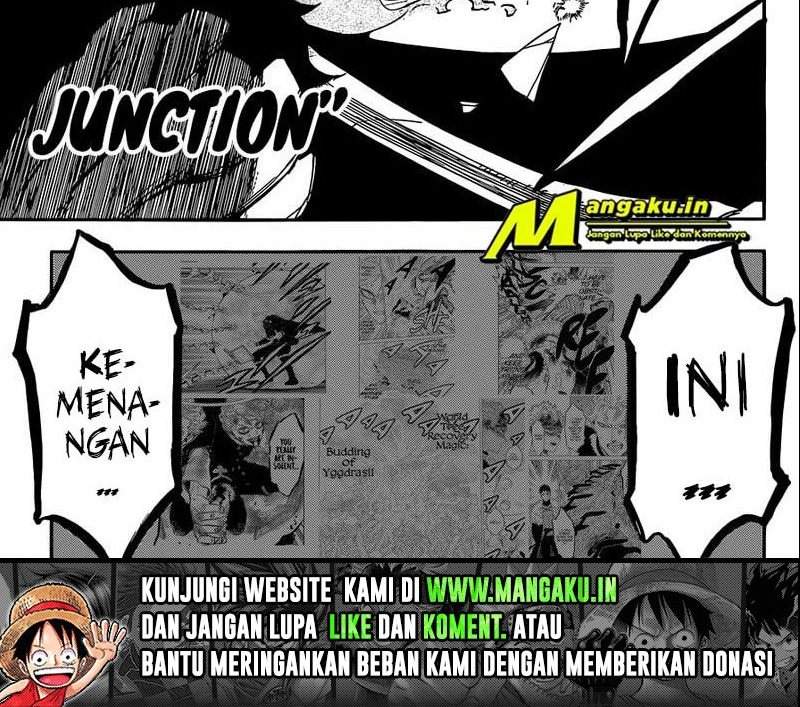 JUNCTION"
Mangaku.in
Jangan Lupa Like dan Komennya
INI
...
KE-
MENA-
NGAN
...
YOU
REALLY
ARE IN-
SOLENT...
Budding
of
Yggdrasil!
World
Tree
Recovery
Magic:
KUNJUNGI WEBSITE KAMI DI WWW.MANGAKU.IN
DAN JANGAN LUPA LIKE DAN KOMENT. ATAU
BANTU MERINGANKAN BEBAN KAMI DENGAN MEMBERIKAN DONASI